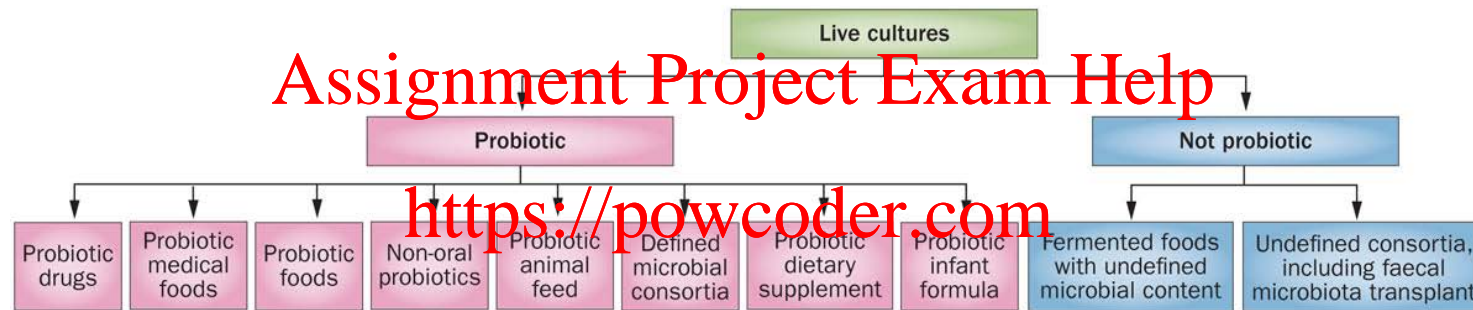 Live cultures
Assignment Project Exam Help
Probiotic
Not probiotic
https://powcoder.com
Probiotic
drugs
Probiotic
medical
foods
Probiotic
foods
Non-oral
probiotics
Probiotic
animal
feed
Defined
microbial
consortia
Probiotic
dietary
supplement
Probiotic
infant
formula
Fermented foods
with undefined
microbial content
Undefined consortia,
including faecal
microbiota transplant